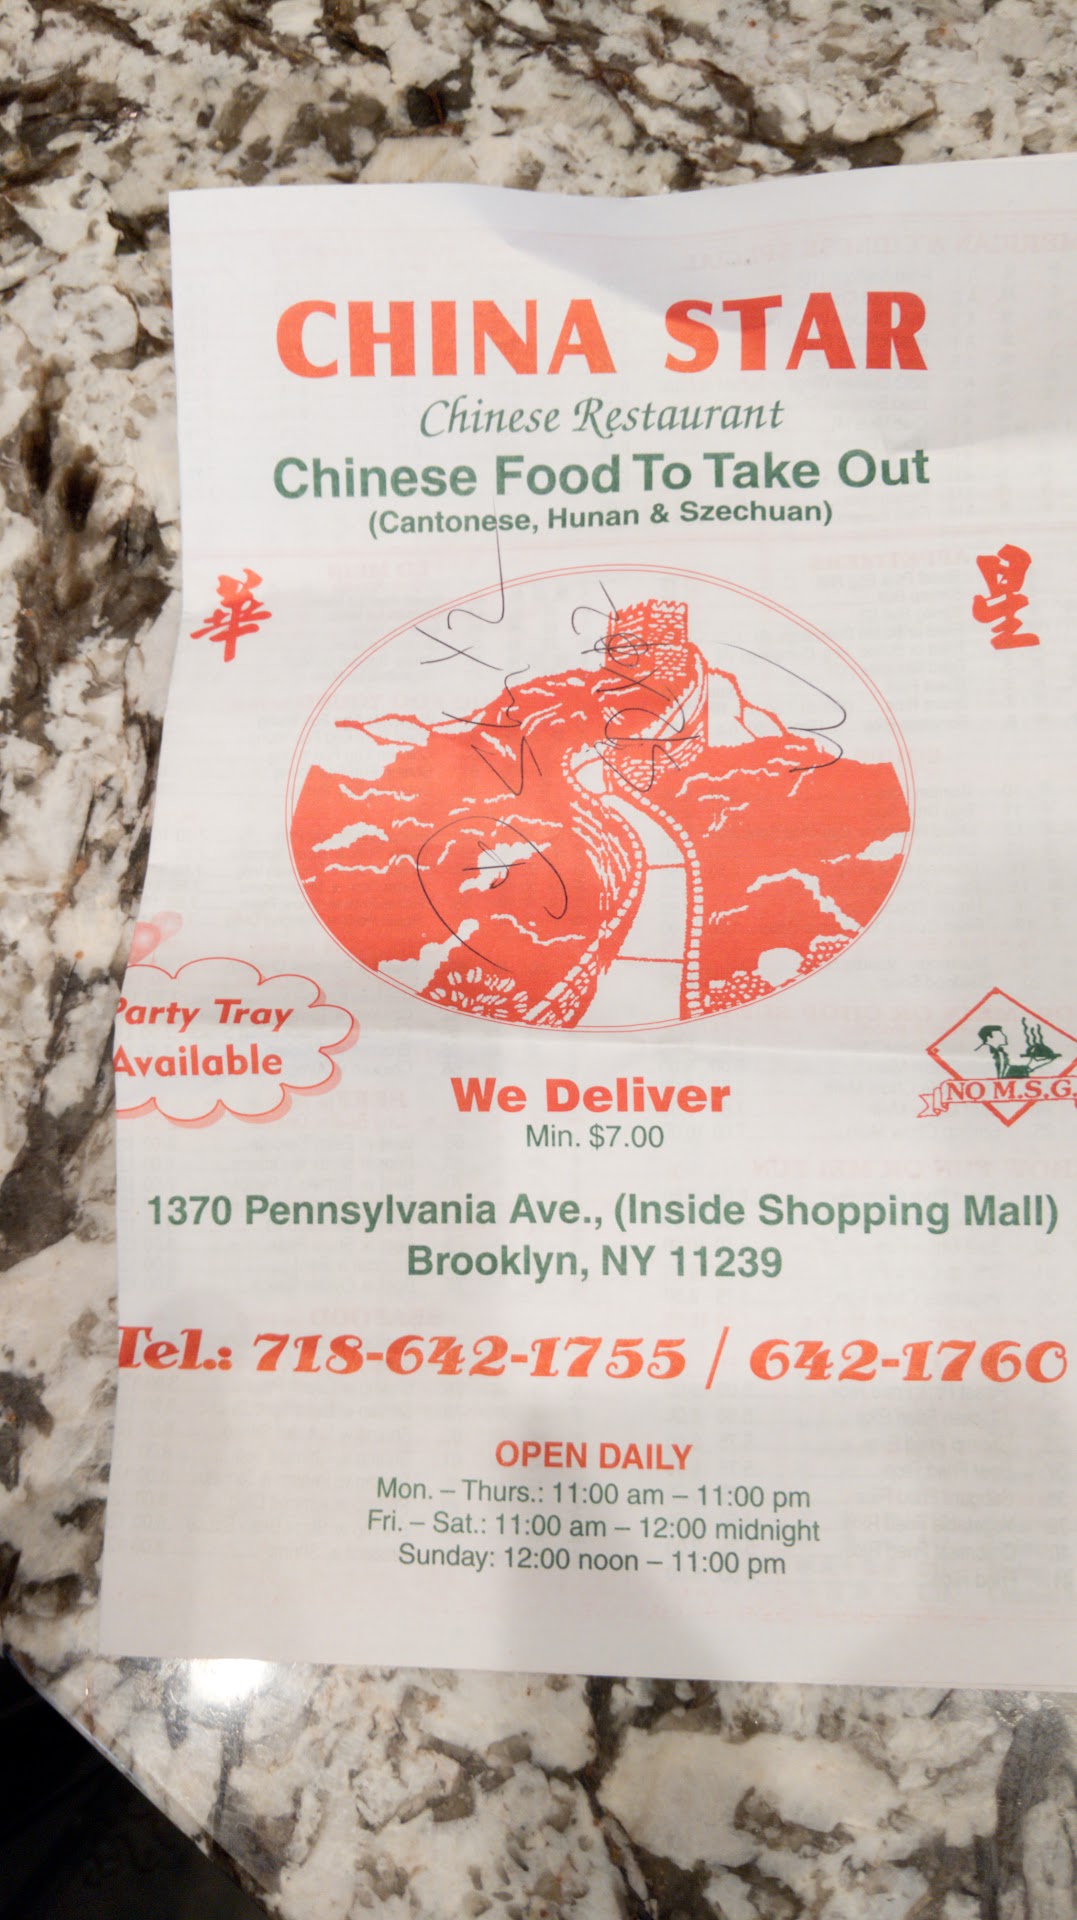 CHINA STAR
Chinese Restaurant
Chinese Food To Take Out
(Cantonese, Hunan & Szechuan)
華
星
Party Tray
Available
NO M.S.G.
We Deliver
Min. $7.00
1370 Pennsylvania Ave., (Inside Shopping Mall)
Brooklyn, NY 11239
Tel.: 718-642-1755 / 642-1760
OPEN DAILY
Mon. – Thurs.: 11:00 am – 11:00 pm
Fri. – Sat.: 11:00 am – 12:00 midnight
Sunday: 12:00 noon – 11:00 pm